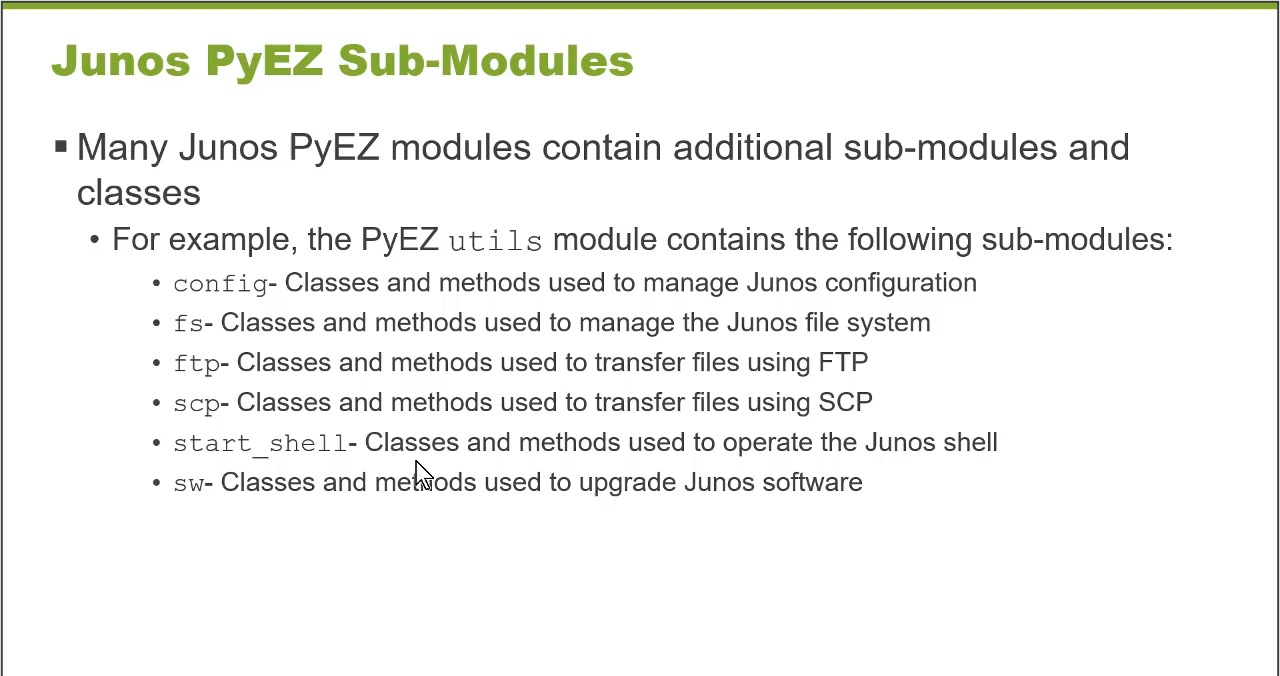 Junos PyEZ Sub-Modules
▪ Many Junos PyEZ modules contain additional sub-modules and
classes
• For example, the PyEZ utils module contains the following sub-modules:
• config- Classes and methods used to manage Junos configuration
• fs- Classes and methods used to manage the Junos file system
• ftp- Classes and methods used to transfer files using FTP
• scp- Classes and methods used to transfer files using SCP
• start_shell- Classes and methods used to operate the Junos shell
• sw- Classes and methods used to upgrade Junos software